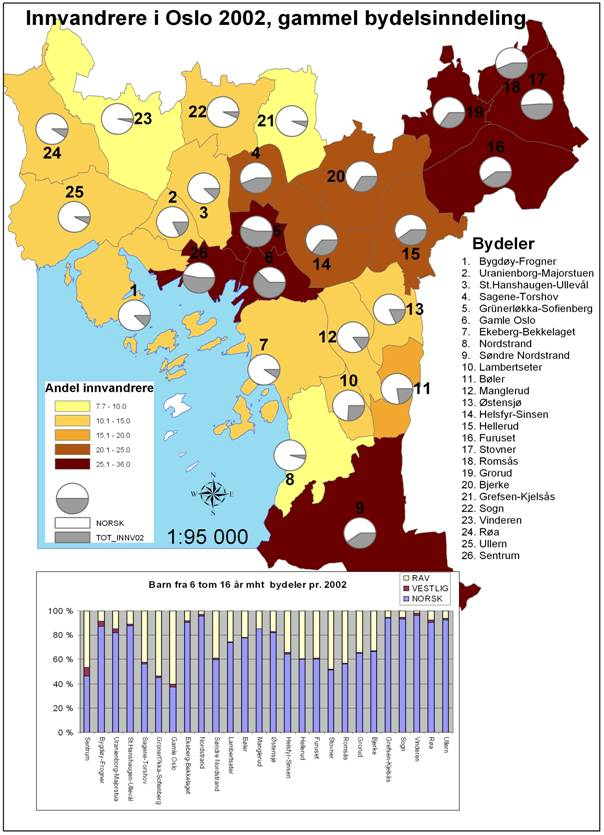 Innvandrere i Oslo 2002, gammel bydelsinndeling
17
18
19
23
22
21
24
16
4
20
25
2
3
5
15
26
14
6
Bydeler
1. Bygdøy-Frogner
2. Uranienborg-Majorstuen
3. St.Hanshaugen-Ullevål
4. Sagene-Torshov
5. Grünerløkka-Sofienberg
6. Gamle Oslo
7. Ekeberg-Bekkelaget
8. Nordstrand
9. Søndre Nordstrand
10. Lambertseter
11. Bøler
12. Manglerud
13. Østensjø
14. Helsfyr-Sinsen
15. Hellerud
16. Furuset
17. Stovner
18. Romsås
19. Grorud
20. Bjerke
21. Grefsen-Kjelsås
22. Sogn
23. Vinderen
24. Røa
25. Ullern
26. Sentrum
1
13
12
7
10
11
8
9
Andel innvandrere
7.7 - 10.0
10.1 - 15.0
15.1 - 20.0
20.1 - 25.0
25.1 - 36.0
NORSK
TOT_INNV02
N
W E
S
1:95 000
Barn fra 6 tom 16 år mht bydeler pr. 2002
RAV
VESTLIG
NORSK
100 %
80 %
60 %
40 %
20 %
0 %
Sentrum
Bygdøy-Frogner
Uranienborg-Majorstua
St.Hanshaugen-Ullevål
Sagene-Torshov
Gamle Oslo
Ekeberg-Bekkelaget
Nordstrand
Søndre Nordstrand
Lambertseter
Bøler
Manglerud
Østensjø
Helsfyr-Sinsen
Hellerud
Furuset
Stovner
Romsås
Grorud
Bjerke
Grefsen-Kjelsås
Sogn
Vinderen
Røa
Ullern